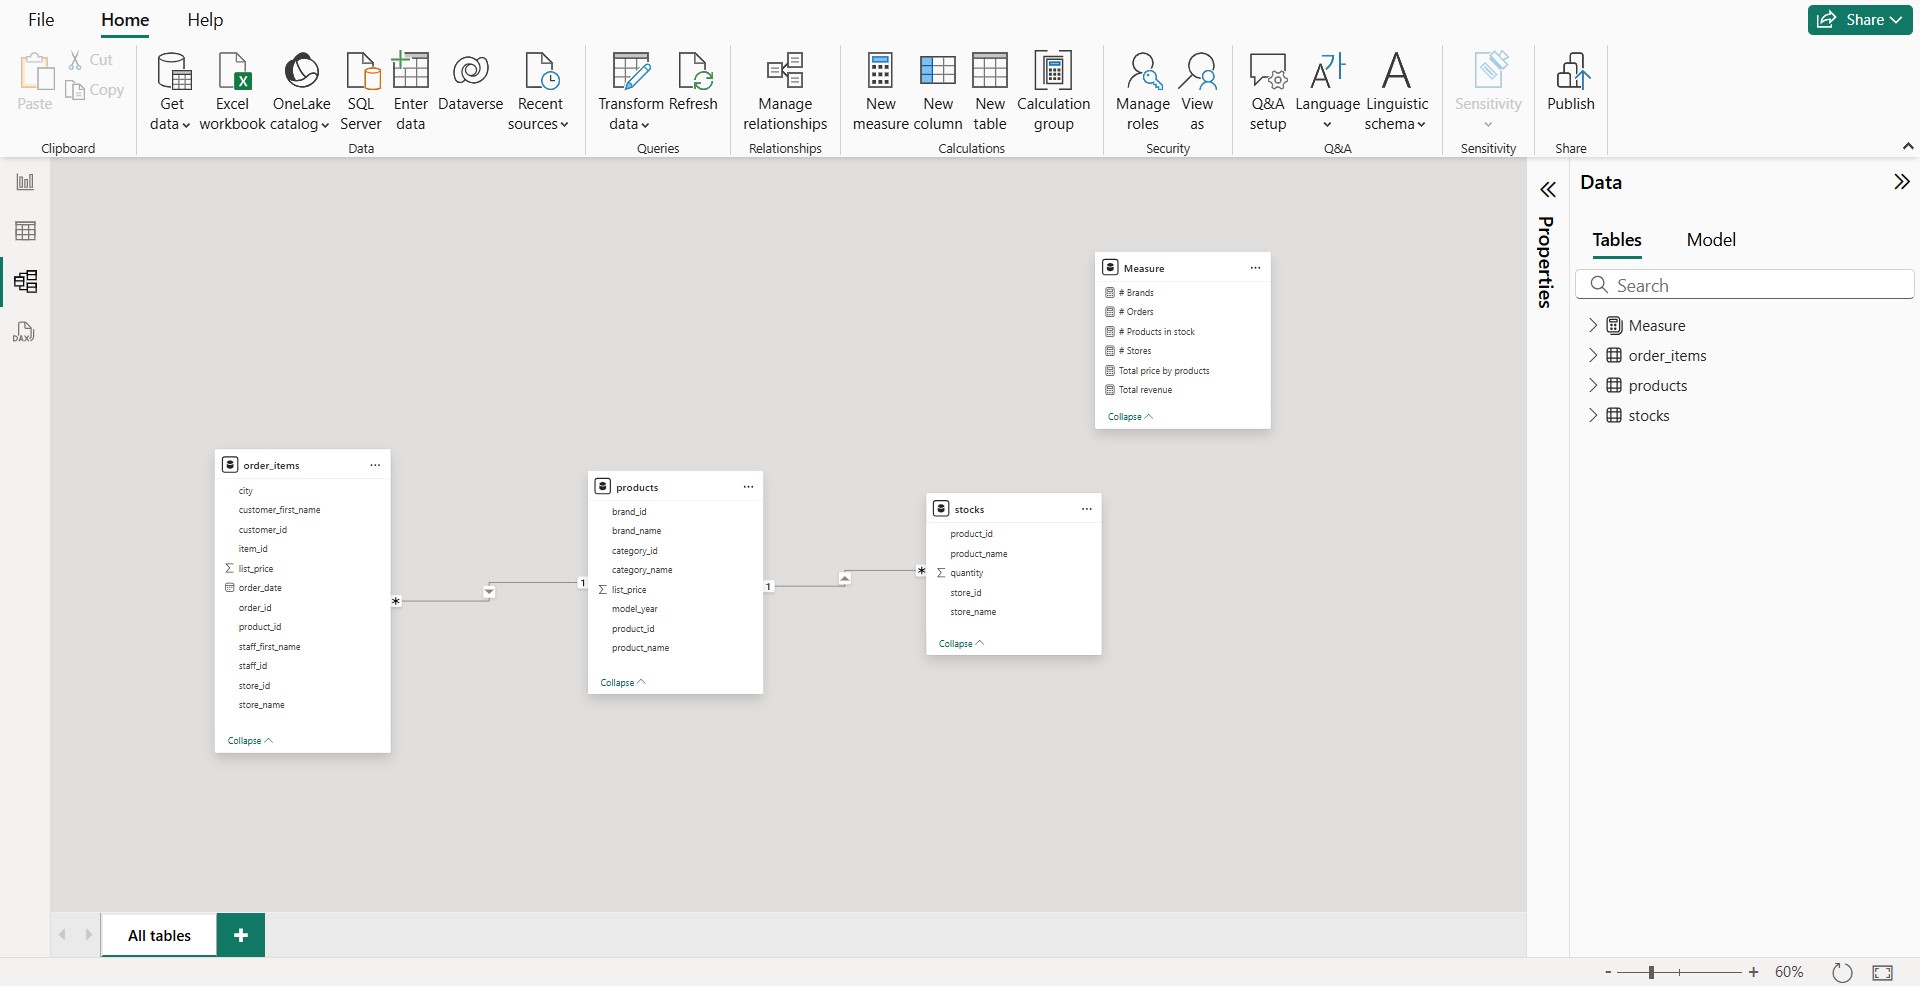 File Home Help Share
Paste Cut Copy
Get data Excel workbook OneLake catalog SQL Server Enter data Dataverse Recent sources
Transform data Refresh
Manage relationships
New measure New column New table Calculation group
Manage roles View as
Q&A setup Language Linguistic schema
Sensitivity
Publish
Clipboard Data Queries Relationships Calculations Security Q&A Sensitivity Share
DAX
Measure
# Brands
# Orders
# Products in stock
# Stores
Total price by products
Total revenue
Collapse
order_items
city
customer_first_name
customer_id
item_id
list_price
order_date
order_id
product_id
staff_first_name
staff_id
store_id
store_name
Collapse
* 1
products
brand_id
brand_name
category_id
category_name
list_price
model_year
product_id
product_name
Collapse
1 *
stocks
product_id
product_name
quantity
store_id
store_name
Collapse
Properties
Data
Tables Model
Search
Measure
order_items
products
stocks
All tables +
- + 60%